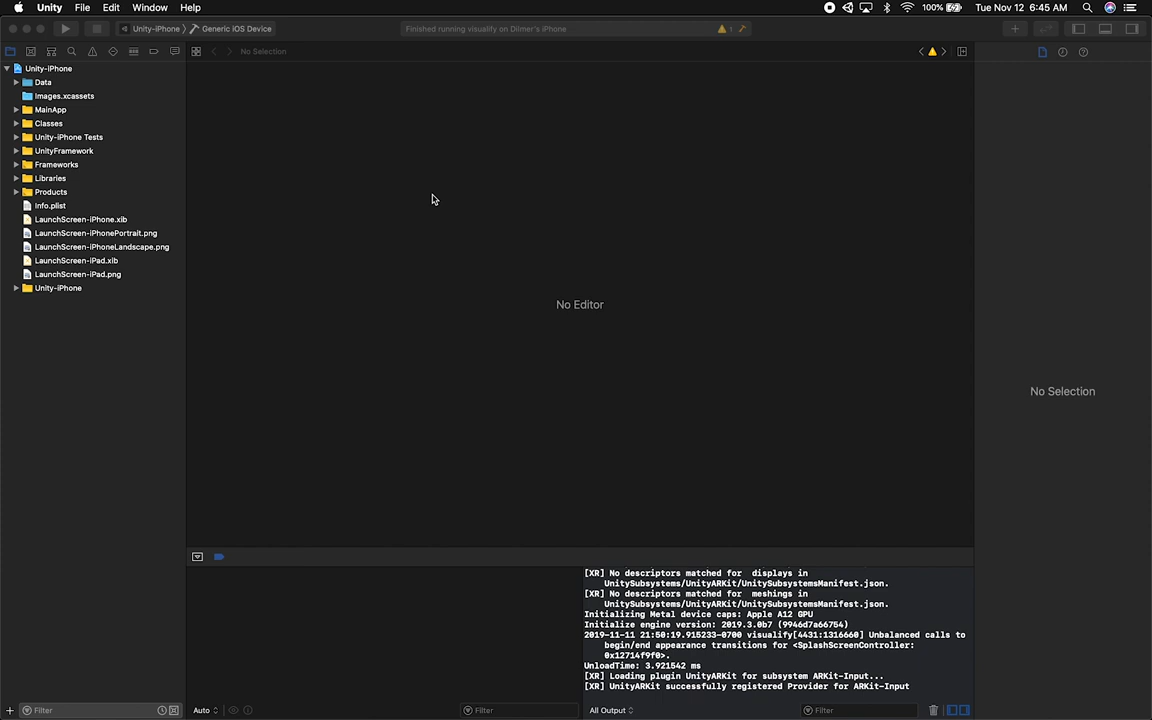 Unity File Edit Window Help 100% Tue Nov 12 6:45 AM
Unity-iPhone Generic iOS Device Finished running visualify on Dilmer's iPhone 1
No Selection
Unity-iPhone
Data
Images.xcassets
MainApp
Classes
Unity-iPhone Tests
UnityFramework
Frameworks
Libraries
Products
Info.plist
LaunchScreen-iPhone.xib
LaunchScreen-iPhonePortrait.png
LaunchScreen-iPhoneLandscape.png
LaunchScreen-iPad.xib
LaunchScreen-iPad.png
Unity-iPhone
No Editor
No Selection
[XR] No descriptors matched for displays in
UnitySubsystems/UnityARKit/UnitySubsystemsManifest.json.
[XR] No descriptors matched for meshings in
UnitySubsystems/UnityARKit/UnitySubsystemsManifest.json.
Initializing Metal device caps: Apple A12 GPU
Initialize engine version: 2019.3.0b7 (9946d7a66754)
2019-11-11 21:50:19.915233-0700 visualify[4431:1316660] Unbalanced calls to
begin/end appearance transitions for <SplashScreenController:
0x12714f9f0>.
UnloadTime: 3.921542 ms
[XR] Loading plugin UnityARKit for subsystem ARKit-Input...
[XR] UnityARKit successfully registered Provider for ARKit-Input
Filter Auto Filter All Output Filter